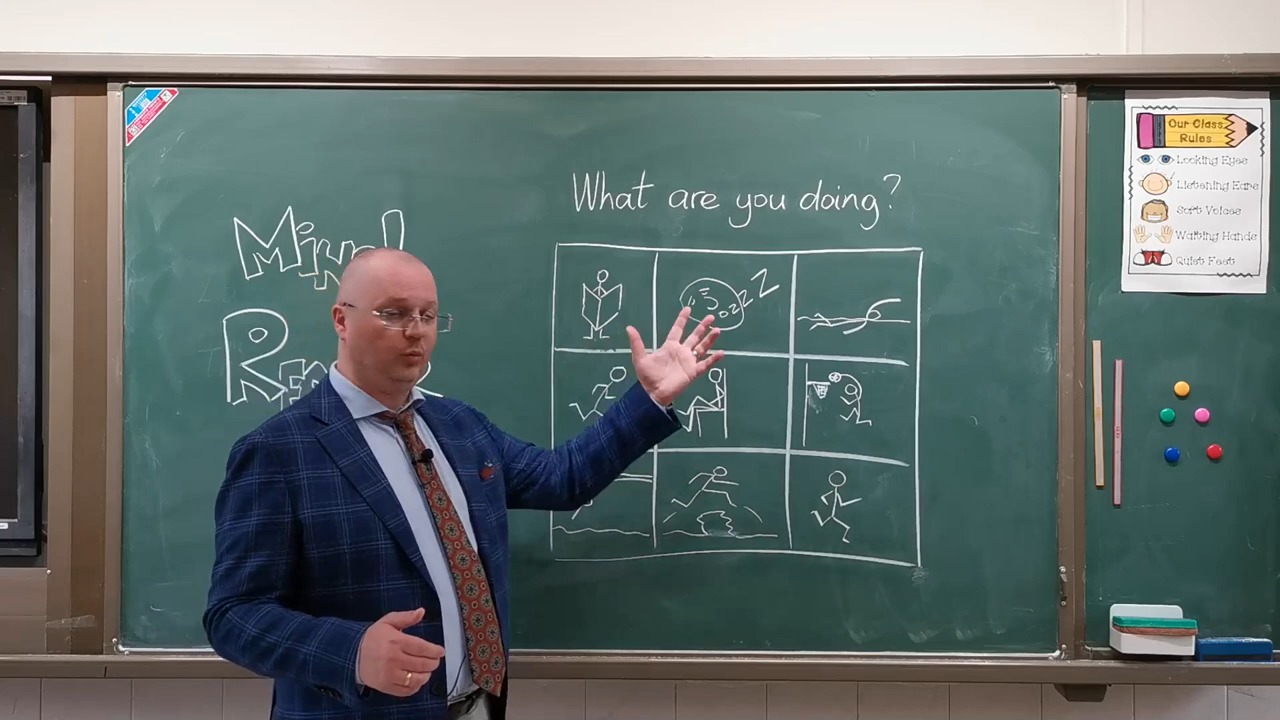 What are you doing?
z Z
Our Class
Rules
Looking Eyes
Listening Ears
Soft Voices
Waiting Hands
Quiet Feet